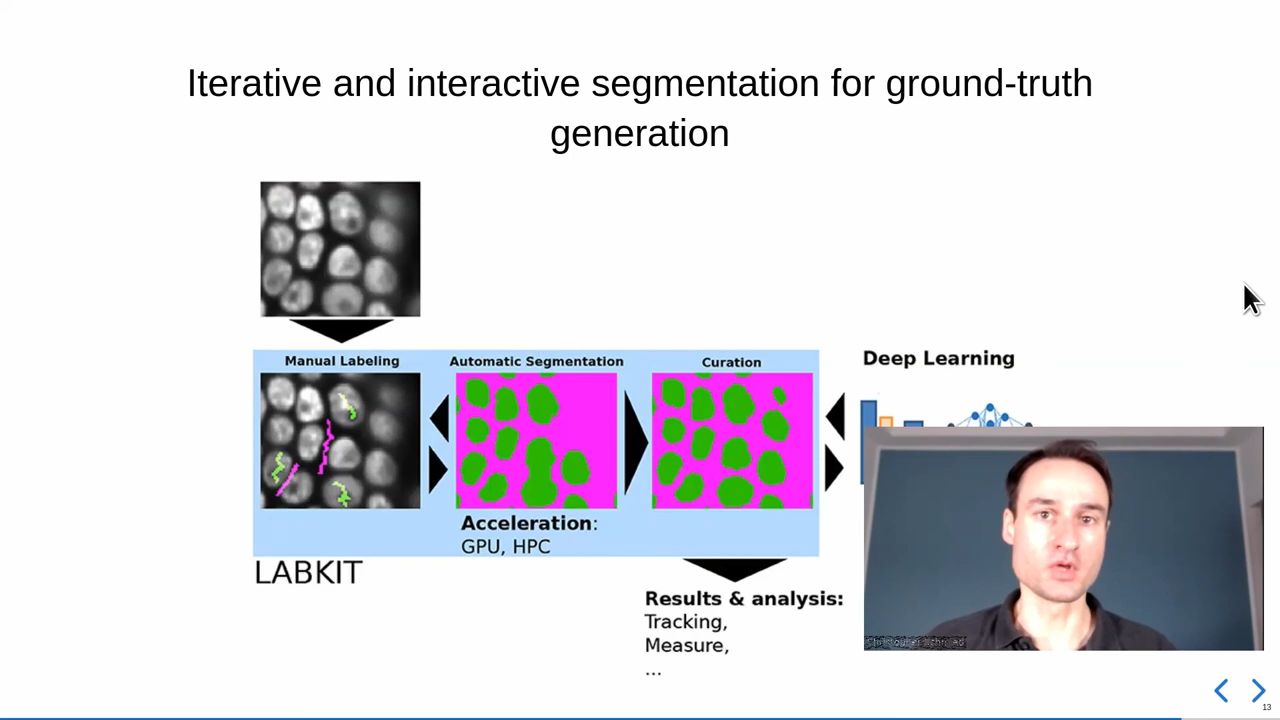 Iterative and interactive segmentation for ground-truth
generation
Manual Labeling
Automatic Segmentation
Curation
Deep Learning
Acceleration:
GPU, HPC
LABKIT
Results & analysis:
Tracking,
Measure,
...
13